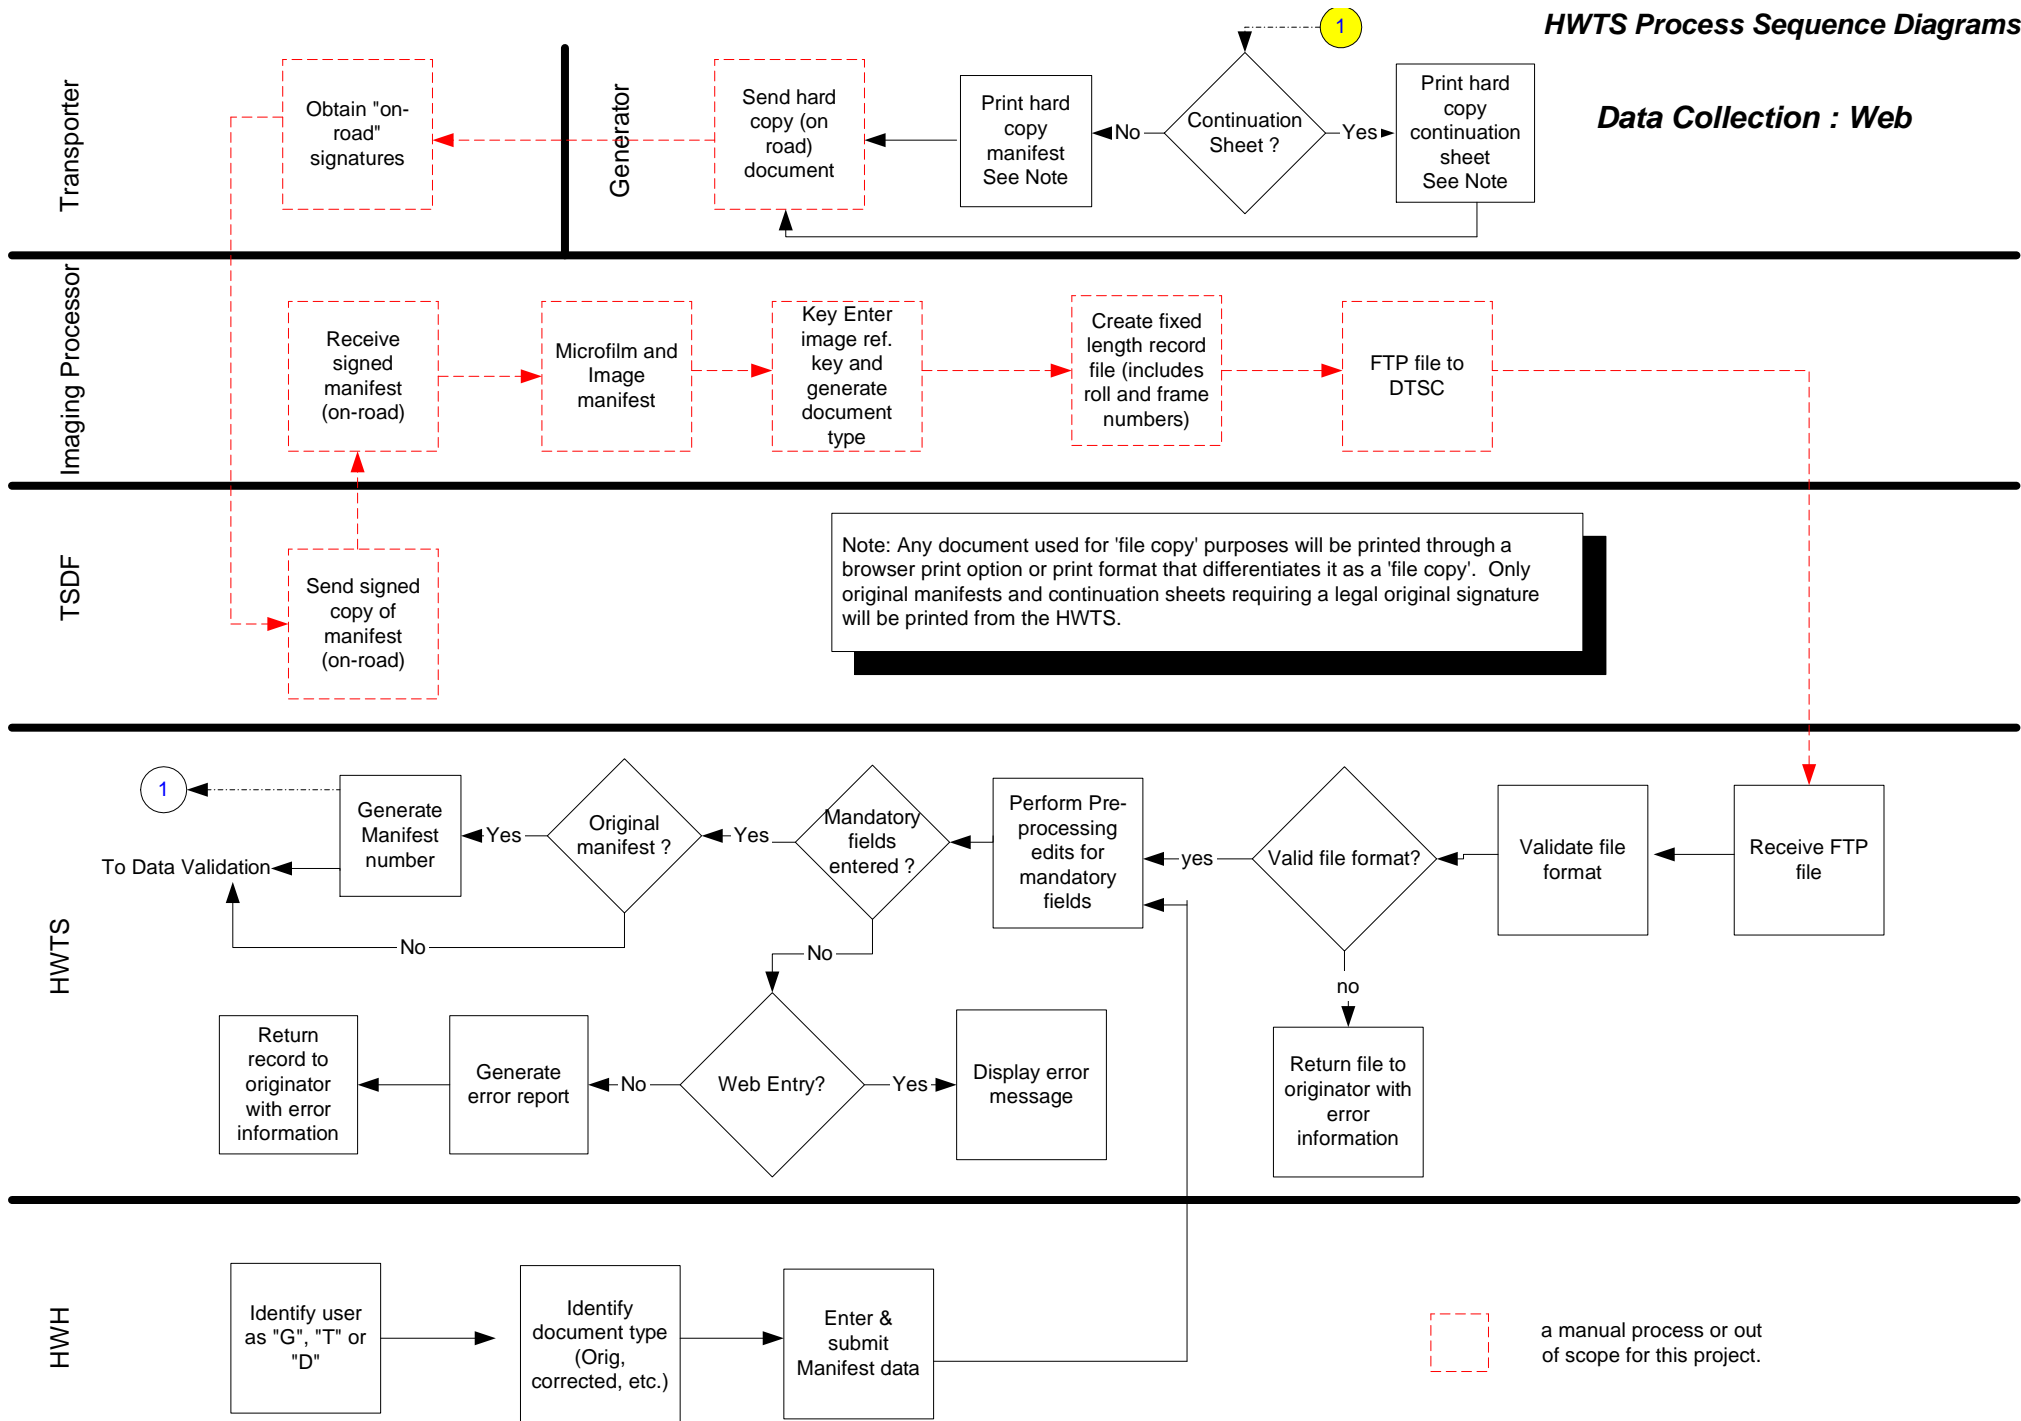 HWTS Process Sequence Diagrams
Data Collection : Web
1
Transporter
Obtain "on-
road"
signatures
Generator
Send hard
copy (on
road)
document
Print hard
copy
manifest
See Note
No
Continuation
Sheet ?
Yes
Print hard
copy
continuation
sheet
See Note
Imaging Processor
Receive
signed
manifest
(on-road)
Microfilm and
Image
manifest
Key Enter
image ref.
key and
generate
document
type
Create fixed
length record
file (includes
roll and frame
numbers)
FTP file to
DTSC
TSDF
Send signed
copy of
manifest
(on-road)
Note: Any document used for 'file copy' purposes will be printed through a
browser print option or print format that differentiates it as a 'file copy'.  Only
original manifests and continuation sheets requiring a legal original signature
will be printed from the HWTS.
HWTS
1
To Data Validation
Generate
Manifest
number
Yes
Original
manifest ?
No
Yes
Mandatory
fields
entered ?
No
Perform Pre-
processing
edits for
mandatory
fields
yes
Valid file format?
no
Validate file
format
Receive FTP
file
Return
record to
originator
with error
information
Generate
error report
No
Web Entry?
Yes
Display error
message
Return file to
originator with
error
information
HWH
Identify user
as "G", "T" or
"D"
Identify
document type
(Orig,
corrected, etc.)
Enter &
submit
Manifest data
a manual process or out
of scope for this project.